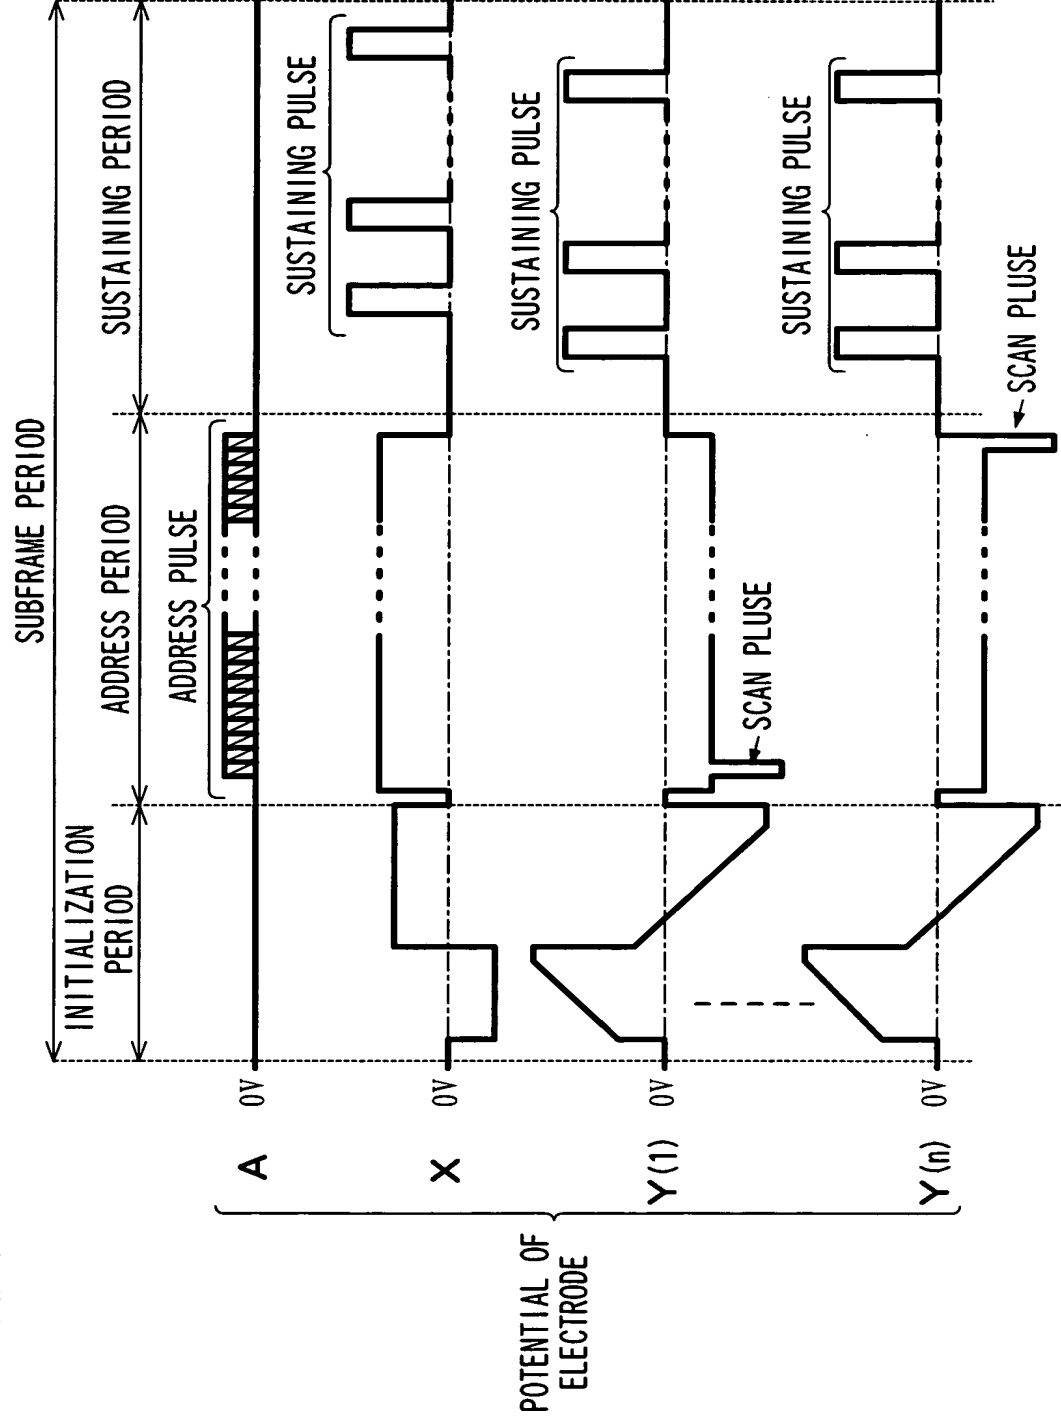 SUBFRAME PERIOD
INITIALIZATION
PERIOD
ADDRESS PERIOD
SUSTAINING PERIOD
ADDRESS PULSE
A
0V
SUSTAINING PULSE
X
0V
SUSTAINING PULSE
Y(1)
0V
SCAN PLUSE
SUSTAINING PULSE
Y(n)
0V
SCAN PLUSE
POTENTIAL OF
ELECTRODE